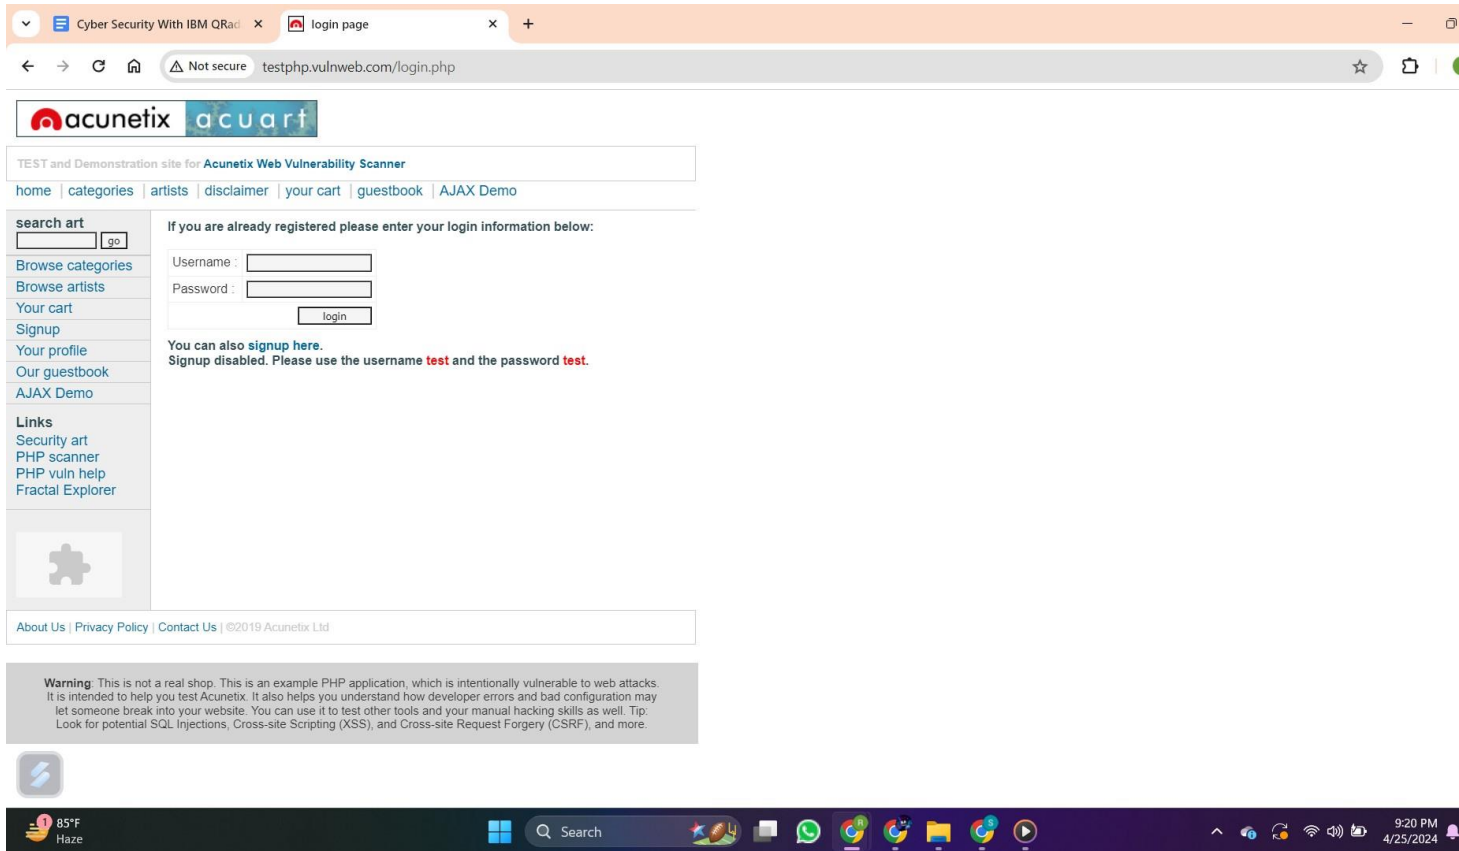 Cyber Security With IBM QRad
login page
Not secure
testphp.vulnweb.com/login.php
acunetix acuart
TEST and Demonstration site for Acunetix Web Vulnerability Scanner
home | categories | artists | disclaimer | your cart | guestbook | AJAX Demo
search art
go
Browse categories
Browse artists
Your cart
Signup
Your profile
Our guestbook
AJAX Demo
Links
Security art
PHP scanner
PHP vuln help
Fractal Explorer
If you are already registered please enter your login information below:
Username :
Password :
login
You can also signup here.
Signup disabled. Please use the username test and the password test.
About Us | Privacy Policy | Contact Us | ©2019 Acunetix Ltd
Warning: This is not a real shop. This is an example PHP application, which is intentionally vulnerable to web attacks.
It is intended to help you test Acunetix. It also helps you understand how developer errors and bad configuration may
let someone break into your website. You can use it to test other tools and your manual hacking skills as well. Tip:
Look for potential SQL Injections, Cross-site Scripting (XSS), and Cross-site Request Forgery (CSRF), and more.
1
85°F
Haze
Search
R
S
9:20 PM
4/25/2024